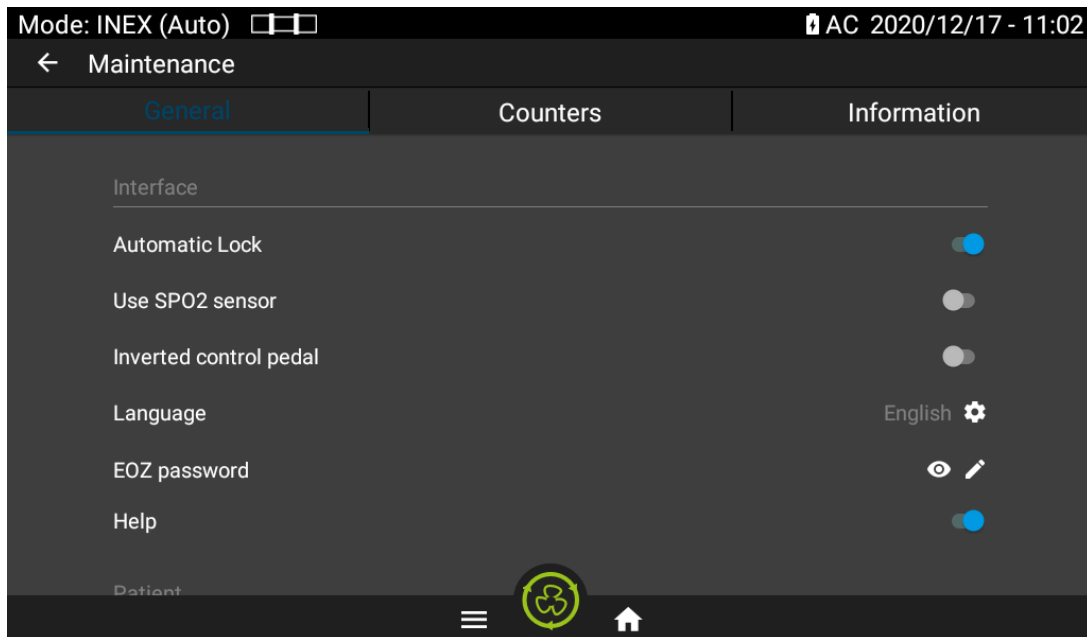 Mode: INEX (Auto) AC 2020/12/17 - 11:02
Maintenance
General Counters Information
Interface
Automatic Lock
Use SPO2 sensor
Inverted control pedal
Language English
EOZ password
Help
Patient